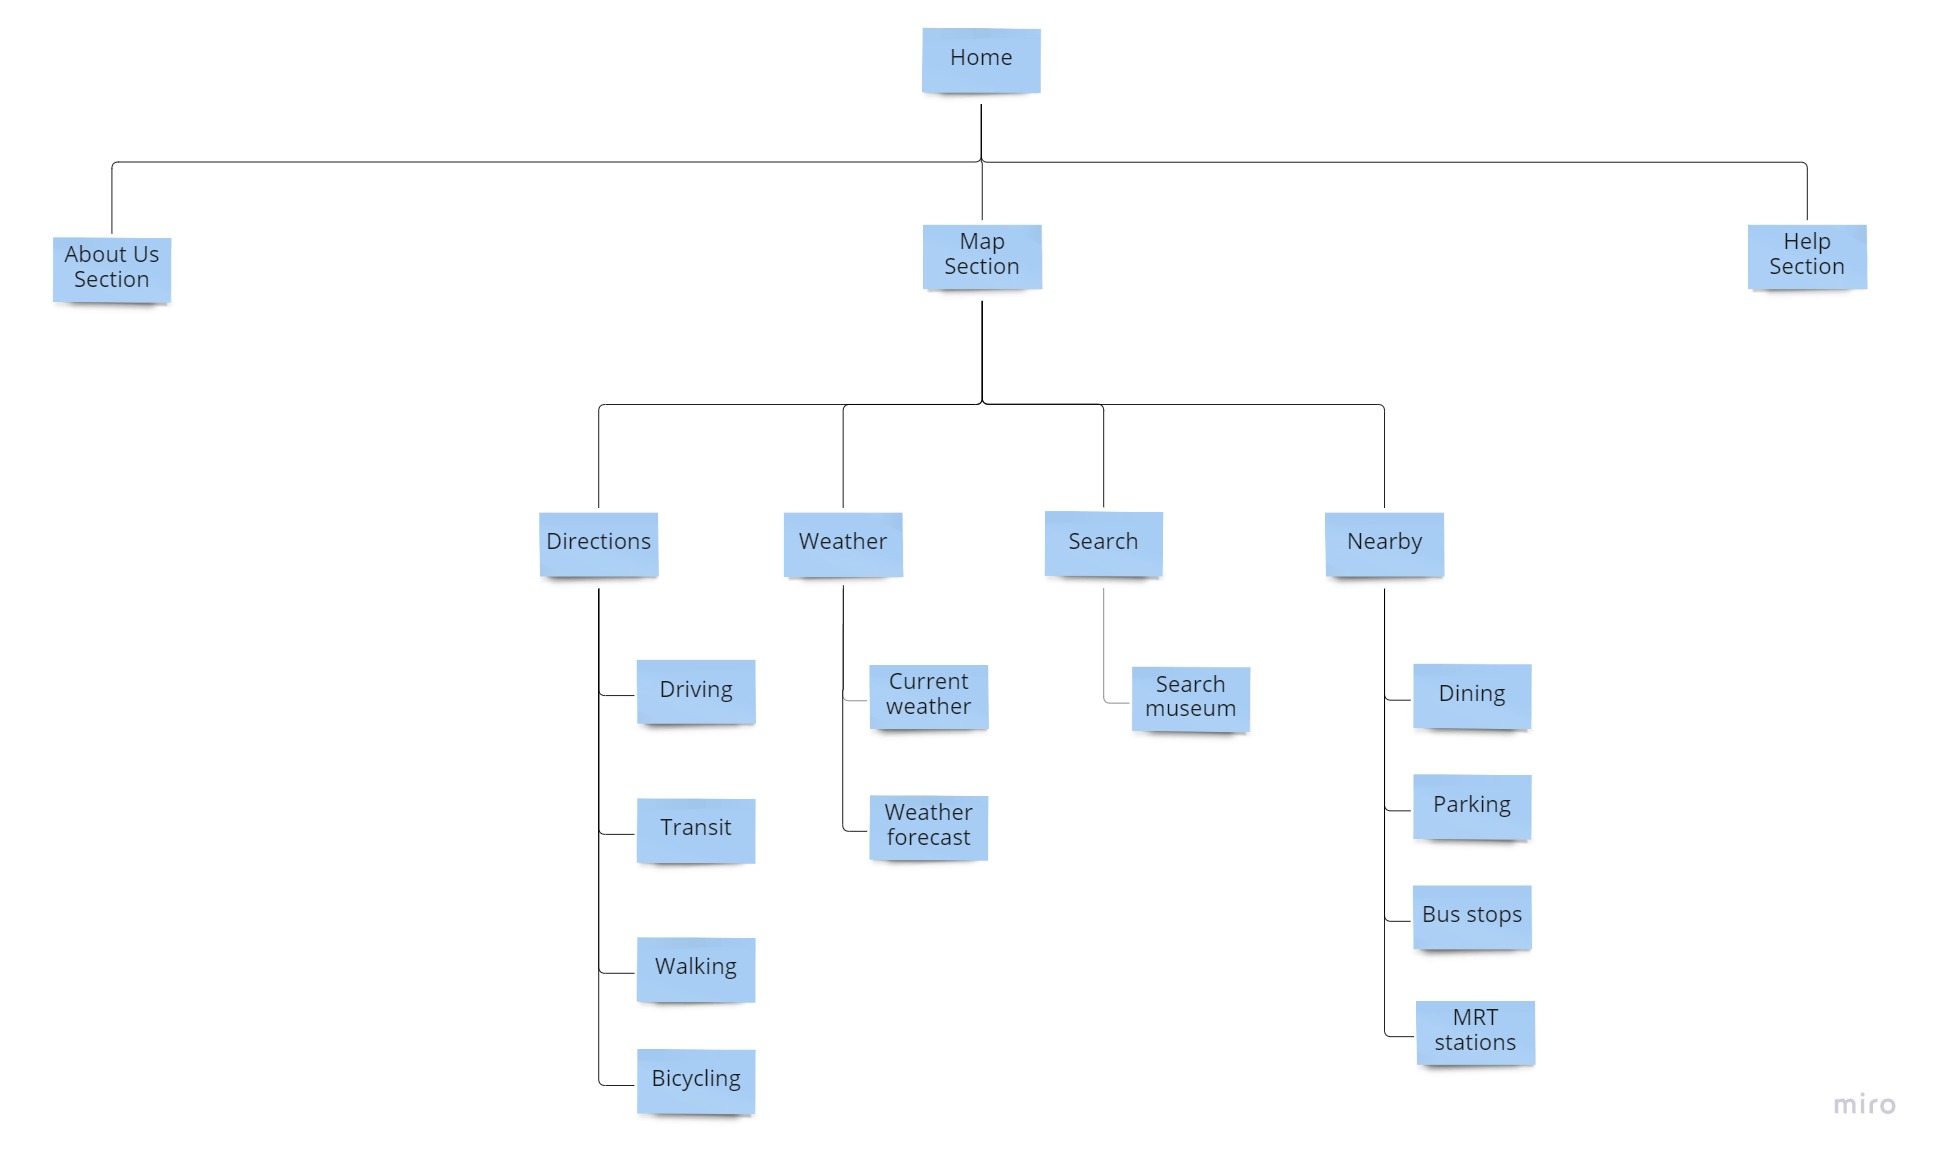 Home
About Us
Section
Map
Section
Help
Section
Directions
Weather
Search
Nearby
Driving
Transit
Walking
Bicycling
Current
weather
Weather
forecast
Search
museum
Dining
Parking
Bus stops
MRT
stations
miro